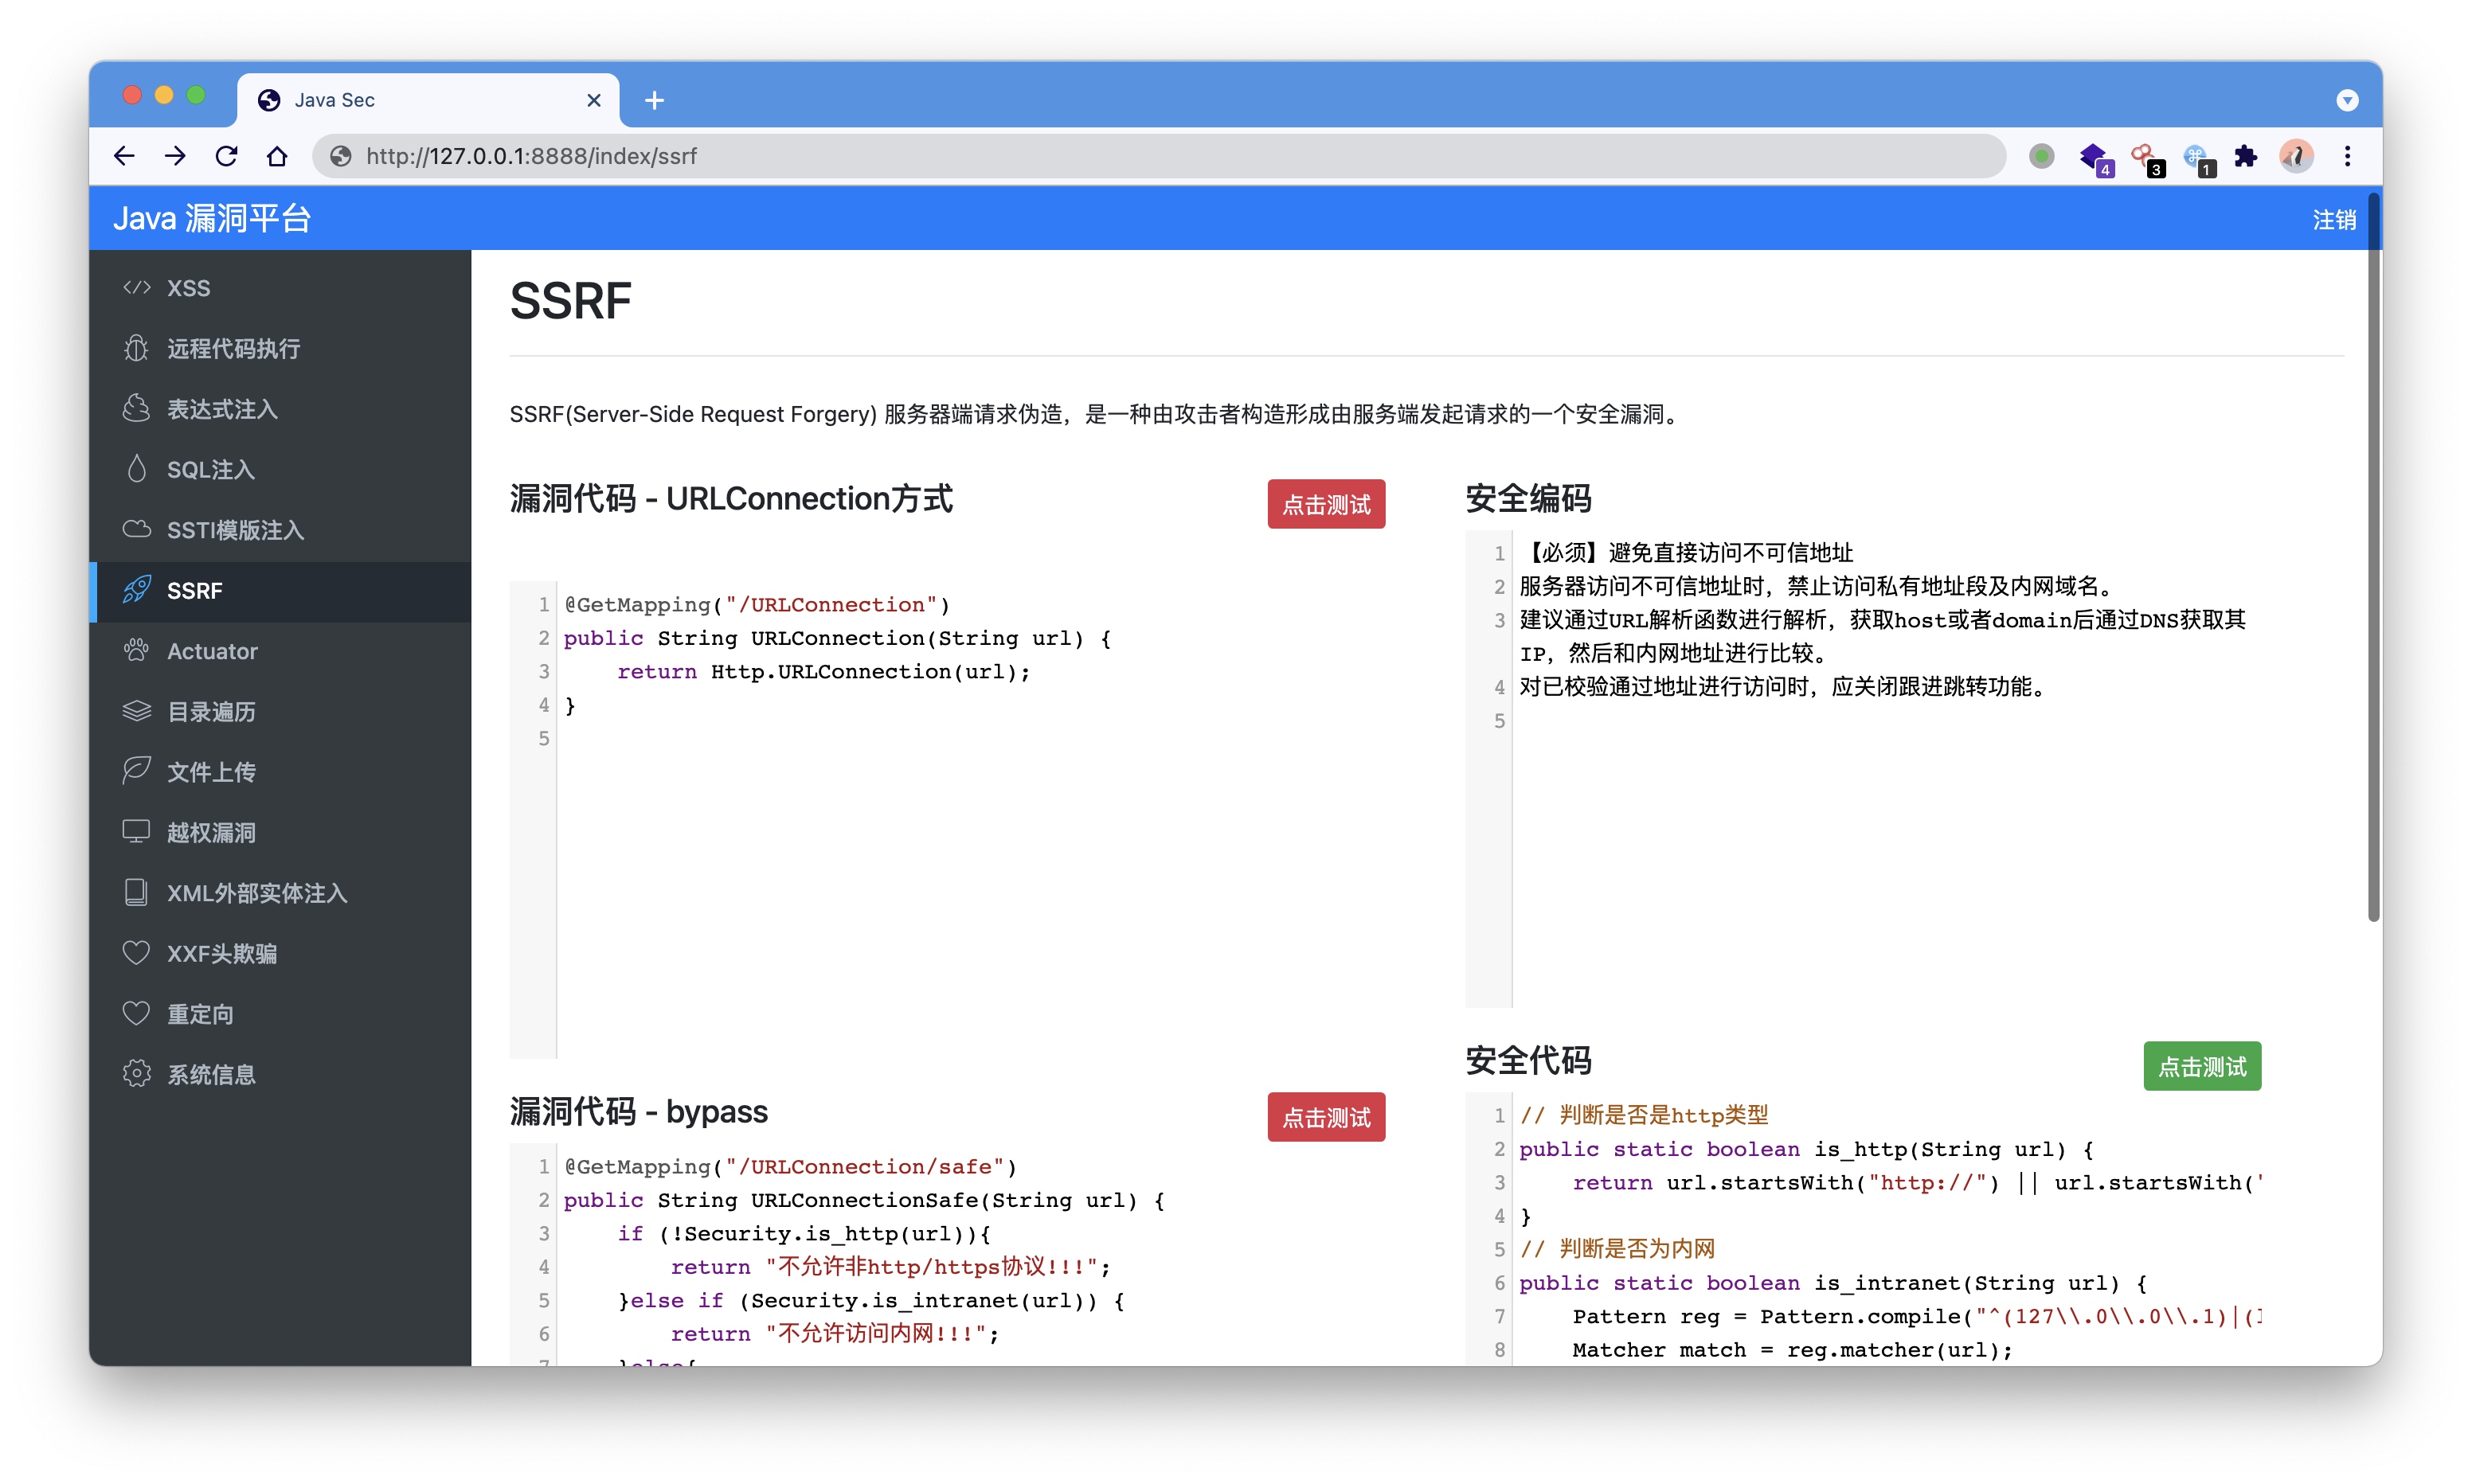 Java Sec
http://127.0.0.1:8888/index/ssrf
4
3
1
Java 漏洞平台
注销
XSS
远程代码执行
表达式注入
SQL注入
SSTI模版注入
SSRF
Actuator
目录遍历
文件上传
越权漏洞
XML外部实体注入
XXF头欺骗
重定向
系统信息
SSRF
SSRF(Server-Side Request Forgery) 服务器端请求伪造，是一种由攻击者构造形成由服务端发起请求的一个安全漏洞。
漏洞代码 - URLConnection方式
点击测试
1 @GetMapping("/URLConnection")
2 public String URLConnection(String url) {
3     return Http.URLConnection(url);
4 }
5
漏洞代码 - bypass
点击测试
1 @GetMapping("/URLConnection/safe")
2 public String URLConnectionSafe(String url) {
3     if (!Security.is_http(url)){
4         return "不允许非http/https协议!!!";
5     }else if (Security.is_intranet(url)) {
6         return "不允许访问内网!!!";
7     }else{
安全编码
1 【必须】避免直接访问不可信地址
2 服务器访问不可信地址时，禁止访问私有地址段及内网域名。
3 建议通过URL解析函数进行解析，获取host或者domain后通过DNS获取其
IP，然后和内网地址进行比较。
4 对已校验通过地址进行访问时，应关闭跟进跳转功能。
5
安全代码
点击测试
1 // 判断是否是http类型
2 public static boolean is_http(String url) {
3     return url.startsWith("http://") || url.startsWith(
4 }
5 // 判断是否为内网
6 public static boolean is_intranet(String url) {
7     Pattern reg = Pattern.compile("^(127\\.0\\.0\\.1)|(
8     Matcher match = reg.matcher(url);